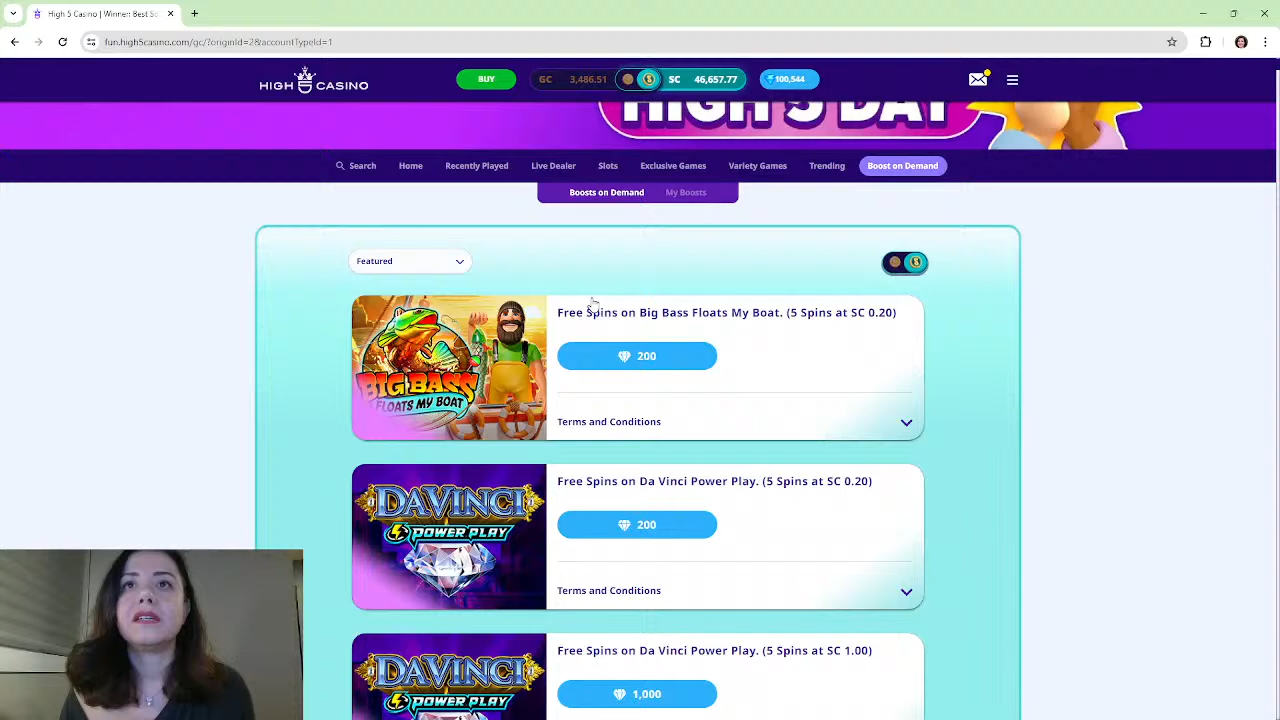 High 5 Casino | Winner Best So
fun.high5casino.com/gc/?originId=2&accountTypeId=1
HIGH 5 CASINO
BUY
GC 3,486.51
SC 46,657.77
100,544
HIGH 5 DAY
Search
Home
Recently Played
Live Dealer
Slots
Exclusive Games
Variety Games
Trending
Boost on Demand
Boosts on Demand
My Boosts
Featured
BIG BASS
FLOATS MY BOAT
Free Spins on Big Bass Floats My Boat. (5 Spins at SC 0.20)
200
Terms and Conditions
DAVINCI
POWER PLAY
Free Spins on Da Vinci Power Play. (5 Spins at SC 0.20)
200
Terms and Conditions
DAVINCI
POWER PLAY
Free Spins on Da Vinci Power Play. (5 Spins at SC 1.00)
1,000